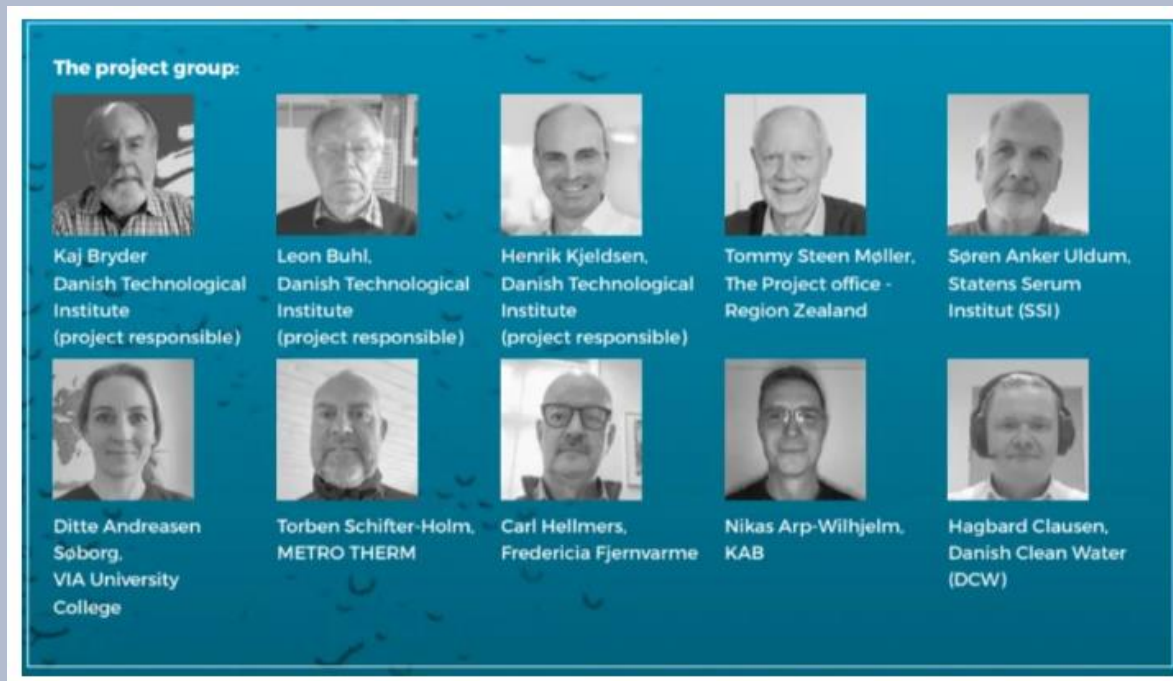 The project group:
Kaj Bryder
Danish Technological
Institute
(project responsible)
Leon Buhl,
Danish Technological
Institute
(project responsible)
Henrik Kjeldsen,
Danish Technological
Institute
(project responsible)
Tommy Steen Møller,
The Project office -
Region Zealand
Søren Anker Uldum,
Statens Serum
Institut (SSI)
Ditte Andreasen
Søborg,
VIA University
College
Torben Schifter-Holm,
METRO THERM
Carl Hellmers,
Fredericia Fjernvarme
Nikas Arp-Wilhjelm,
KAB
Hagbard Clausen,
Danish Clean Water
(DCW)